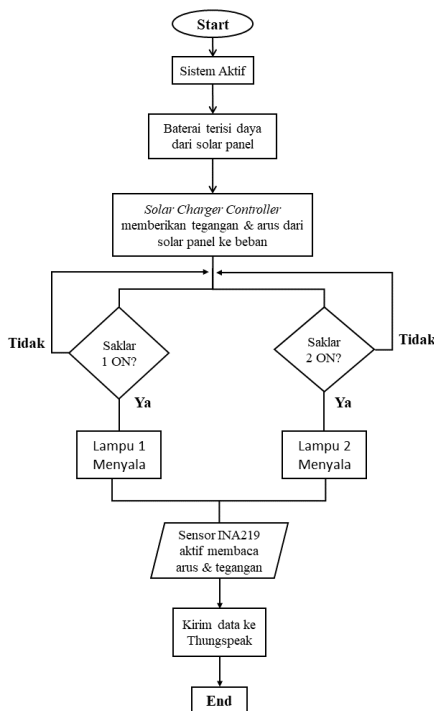 Start
Sistem Aktif
Baterai terisi daya
dari solar panel
Solar Charger Controller
memberikan tegangan & arus dari
solar panel ke beban
Tidak
Saklar
1 ON?
Saklar
2 ON?
Tidak
Ya
Ya
Lampu 1
Menyala
Lampu 2
Menyala
Sensor INA219
aktif membaca
arus & tegangan
Kirim data ke
Thungspeak
End